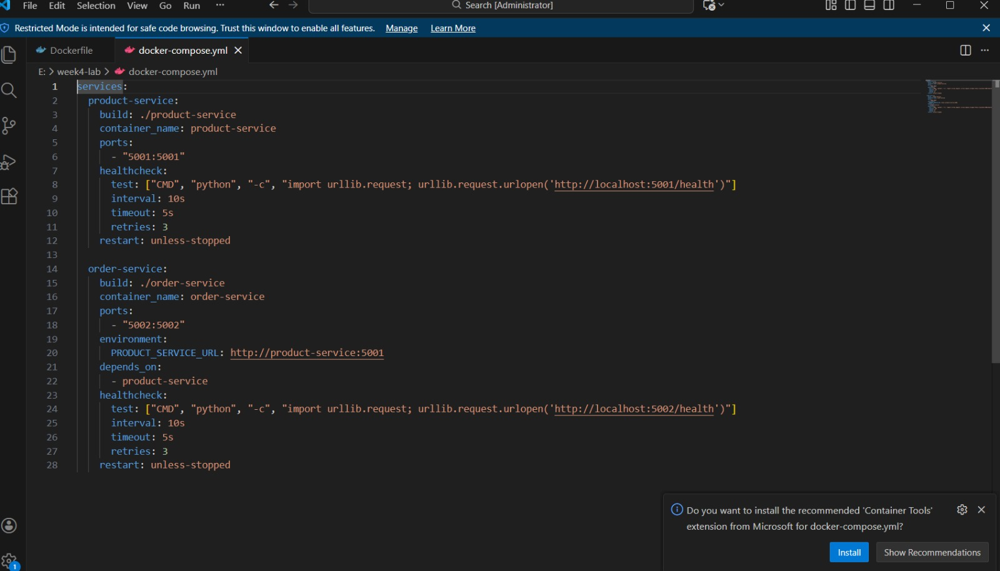 File Edit Selection View Go Run ··· Search [Administrator]
Restricted Mode is intended for safe code browsing. Trust this window to enable all features. Manage Learn More
Dockerfile docker-compose.yml
E: > week4-lab > docker-compose.yml
1 services:
2   product-service:
3     build: ./product-service
4     container_name: product-service
5     ports:
6       - "5001:5001"
7     healthcheck:
8       test: ["CMD", "python", "-c", "import urllib.request; urllib.request.urlopen('http://localhost:5001/health')"]
9       interval: 10s
10       timeout: 5s
11       retries: 3
12     restart: unless-stopped
13
14   order-service:
15     build: ./order-service
16     container_name: order-service
17     ports:
18       - "5002:5002"
19     environment:
20       PRODUCT_SERVICE_URL: http://product-service:5001
21     depends_on:
22       - product-service
23     healthcheck:
24       test: ["CMD", "python", "-c", "import urllib.request; urllib.request.urlopen('http://localhost:5002/health')"]
25       interval: 10s
26       timeout: 5s
27       retries: 3
28     restart: unless-stopped
Do you want to install the recommended 'Container Tools'
extension from Microsoft for docker-compose.yml?
Install Show Recommendations
1